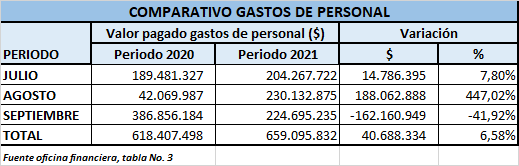 COMPARATIVO GASTOS DE PERSONAL
PERIODO Valor pagado gastos de personal ($) Variación
Periodo 2020 Periodo 2021 $ %
JULIO 189.481.327 204.267.722 14.786.395 7,80%
AGOSTO 42.069.987 230.132.875 188.062.888 447,02%
SEPTIEMBRE 386.856.184 224.695.235 -162.160.949 -41,92%
TOTAL 618.407.498 659.095.832 40.688.334 6,58%
Fuente oficina financiera, tabla No. 3